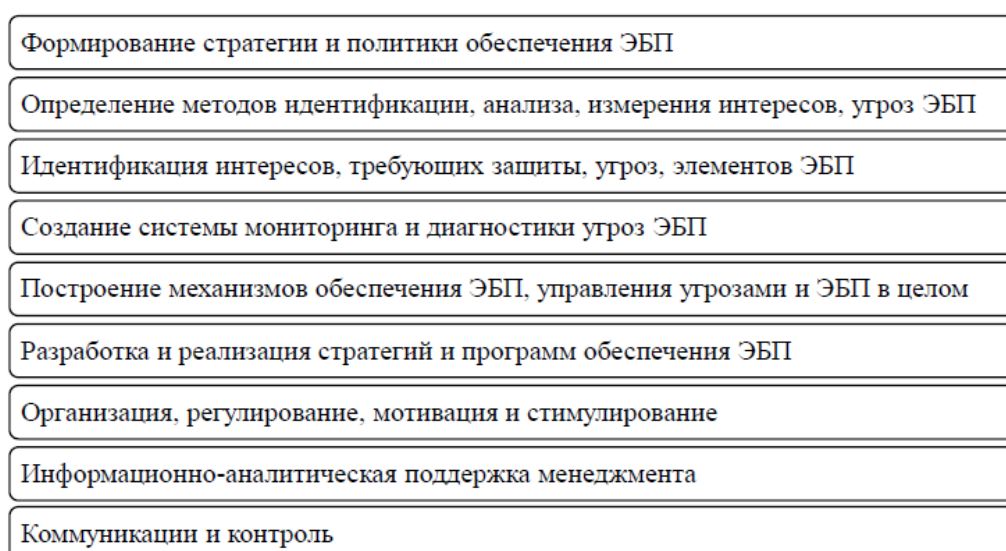 Формирование стратегии и политики обеспечения ЭБП
Определение методов идентификации, анализа, измерения интересов, угроз ЭБП
Идентификация интересов, требующих защиты, угроз, элементов ЭБП
Создание системы мониторинга и диагностики угроз ЭБП
Построение механизмов обеспечения ЭБП, управления угрозами и ЭБП в целом
Разработка и реализация стратегий и программ обеспечения ЭБП
Организация, регулирование, мотивация и стимулирование
Информационно-аналитическая поддержка менеджмента
Коммуникации и контроль